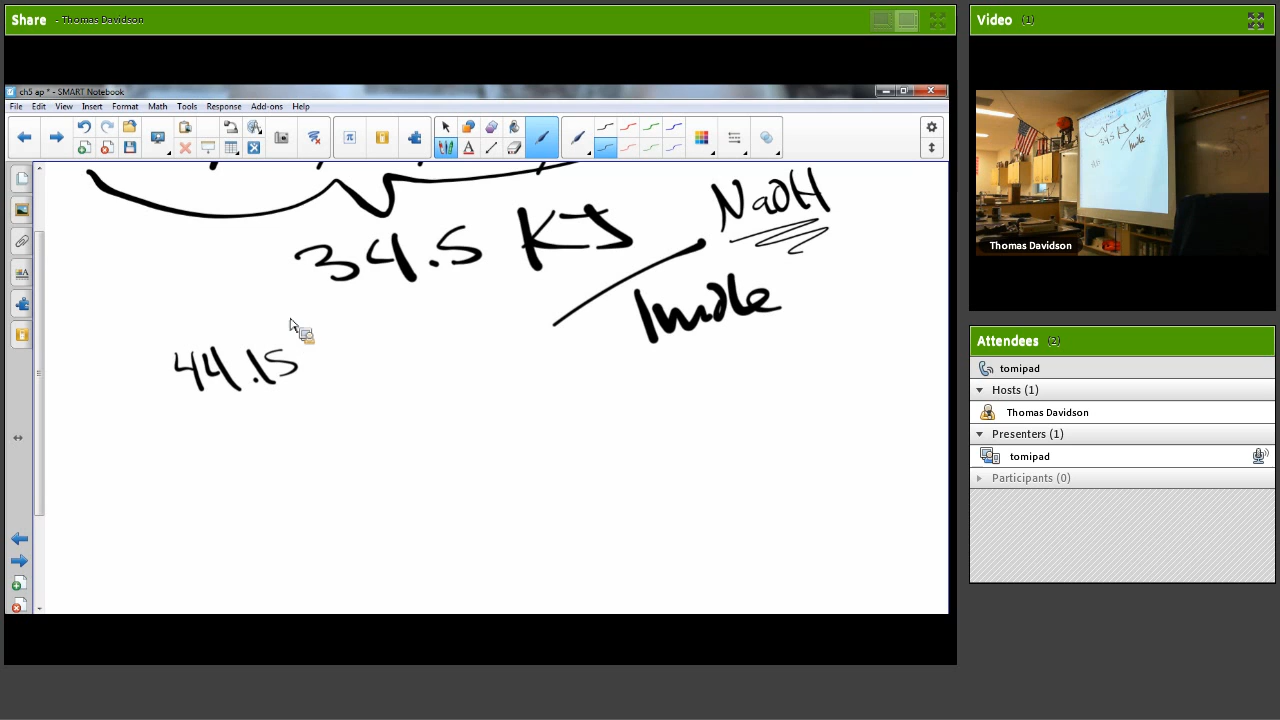 Share - Thomas Davidson
Video (1)
ch5 ap * - SMART Notebook
File Edit View Insert Format Math Tools Response Add-ons Help
NaOH
34.5 KJ
1 mole
44.15
Thomas Davidson
Attendees (2)
tomipad
Hosts (1)
Thomas Davidson
Presenters (1)
tomipad
Participants (0)